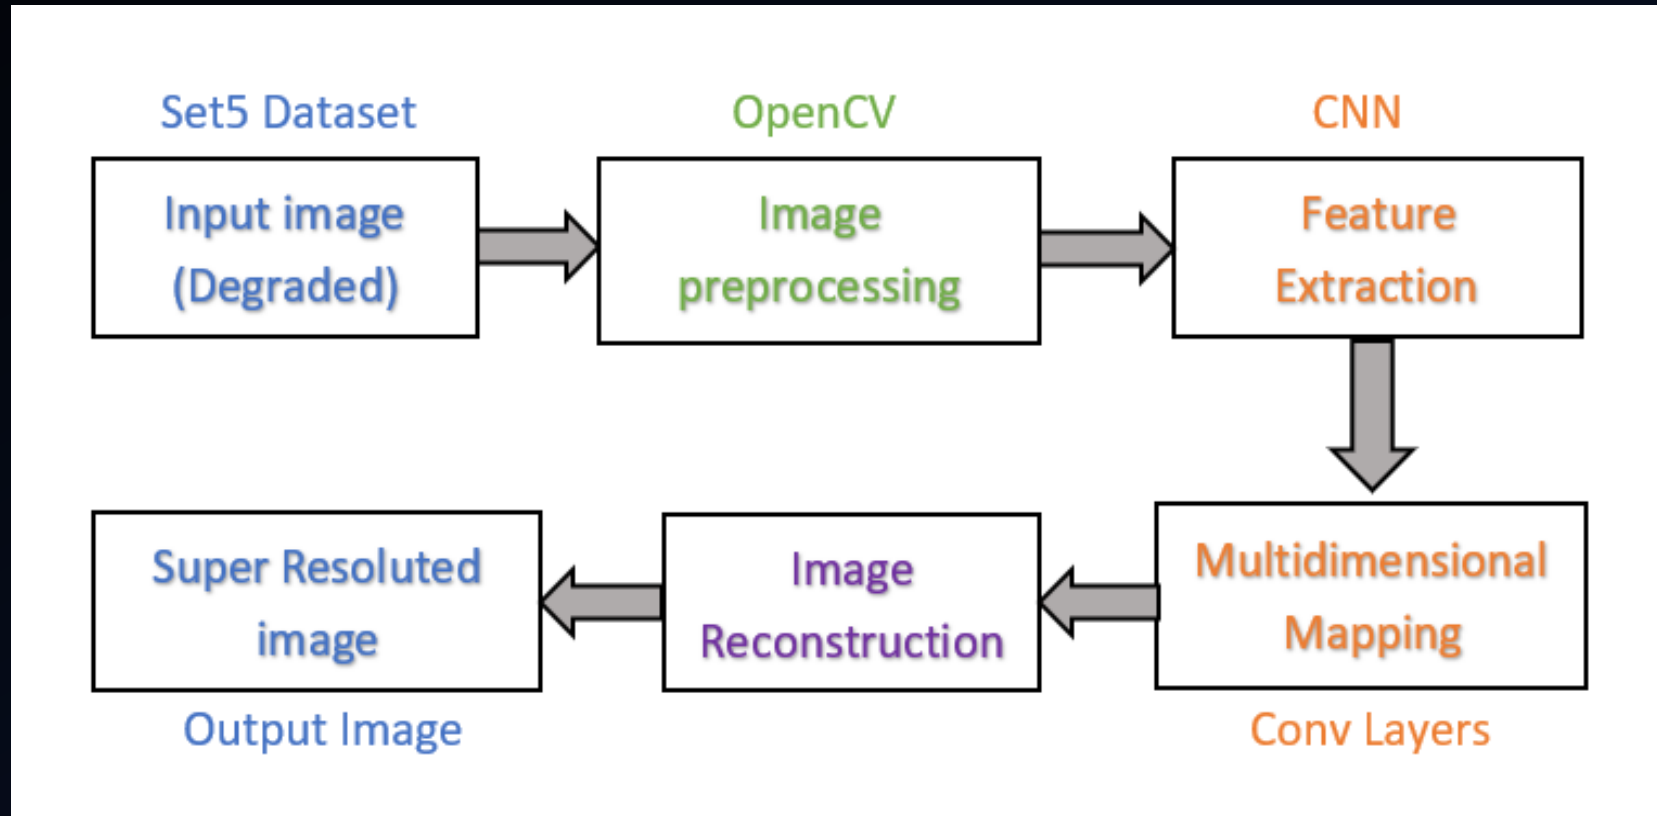 Set5 Dataset
OpenCV
CNN
Input image
(Degraded)
Image
preprocessing
Feature
Extraction
Super Resoluted
image
Image
Reconstruction
Multidimensional
Mapping
Output Image
Conv Layers